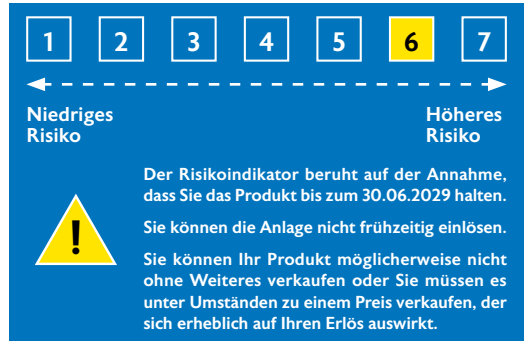 1 2 3 4 5 6 7
Niedriges Höheres
Risiko Risiko
Der Risikoindikator beruht auf der Annahme,
dass Sie das Produkt bis zum 30.06.2029 halten.
Sie können die Anlage nicht frühzeitig einlösen.
!
Sie können Ihr Produkt möglicherweise nicht
ohne Weiteres verkaufen oder Sie müssen es
unter Umständen zu einem Preis verkaufen, der
sich erheblich auf Ihren Erlös auswirkt.